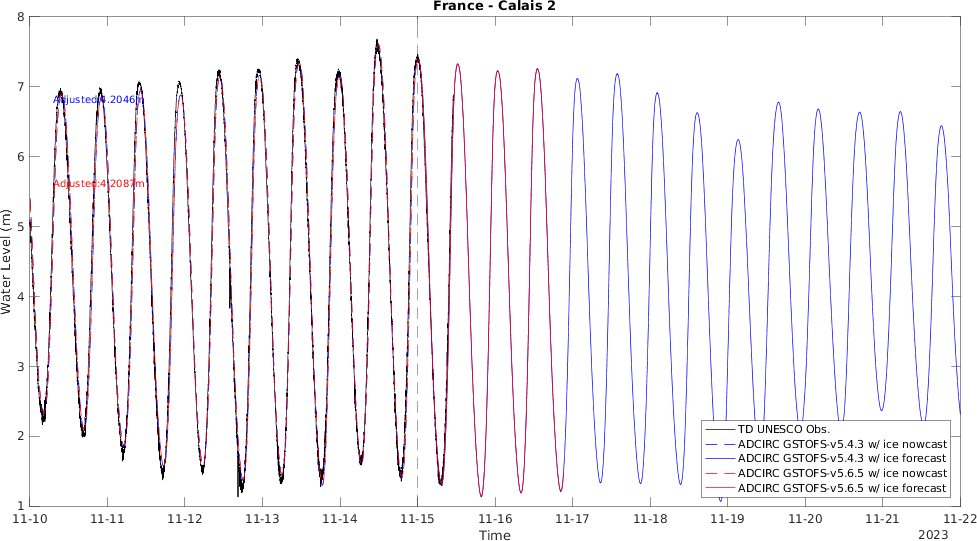 France - Calais 2
8
7
6
5
4
3
2
1
Water Level (m)
Adjusted:4.2046m
Adjusted:4.2087m
TD UNESCO Obs.
ADCIRC GSTOFS-v5.4.3 w/ ice nowcast
ADCIRC GSTOFS-v5.4.3 w/ ice forecast
ADCIRC GSTOFS-v5.6.5 w/ ice nowcast
ADCIRC GSTOFS-v5.6.5 w/ ice forecast
11-10 11-11 11-12 11-13 11-14 11-15 11-16 11-17 11-18 11-19 11-20 11-21 11-22
Time
2023